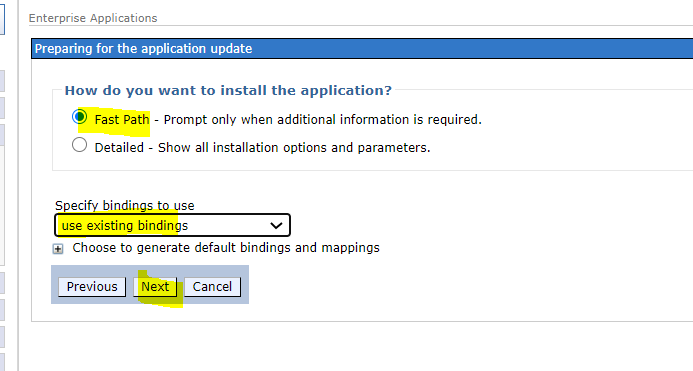 Enterprise Applications
Preparing for the application update
How do you want to install the application?
Fast Path - Prompt only when additional information is required.
Detailed - Show all installation options and parameters.
Specify bindings to use
use existing bindings
Choose to generate default bindings and mappings
Previous Next Cancel